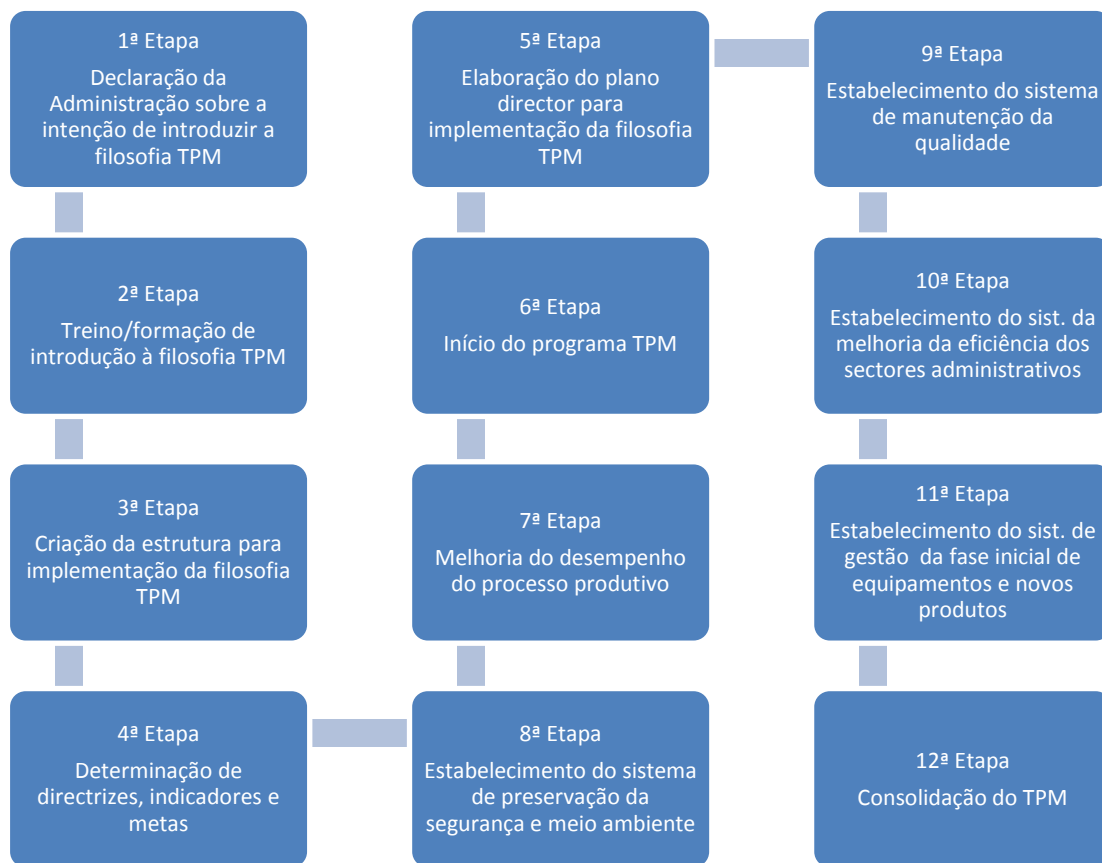 1ª Etapa
Declaração da
Administração sobre a
intenção de introduzir a
filosofia TPM
2ª Etapa
Treino/formação de
introdução à filosofia TPM
3ª Etapa
Criação da estrutura para
implementação da filosofia
TPM
4ª Etapa
Determinação de
directrizes, indicadores e
metas
5ª Etapa
Elaboração do plano
director para
implementação da filosofia
TPM
6ª Etapa
Início do programa TPM
7ª Etapa
Melhoria do desempenho
do processo produtivo
8ª Etapa
Estabelecimento do sistema
de preservação da
segurança e meio ambiente
9ª Etapa
Estabelecimento do sistema
de manutenção da
qualidade
10ª Etapa
Estabelecimento do sist. da
melhoria da eficiência dos
sectores administrativos
11ª Etapa
Estabelecimento do sist. de
gestão da fase inicial de
equipamentos e novos
produtos
12ª Etapa
Consolidação do TPM